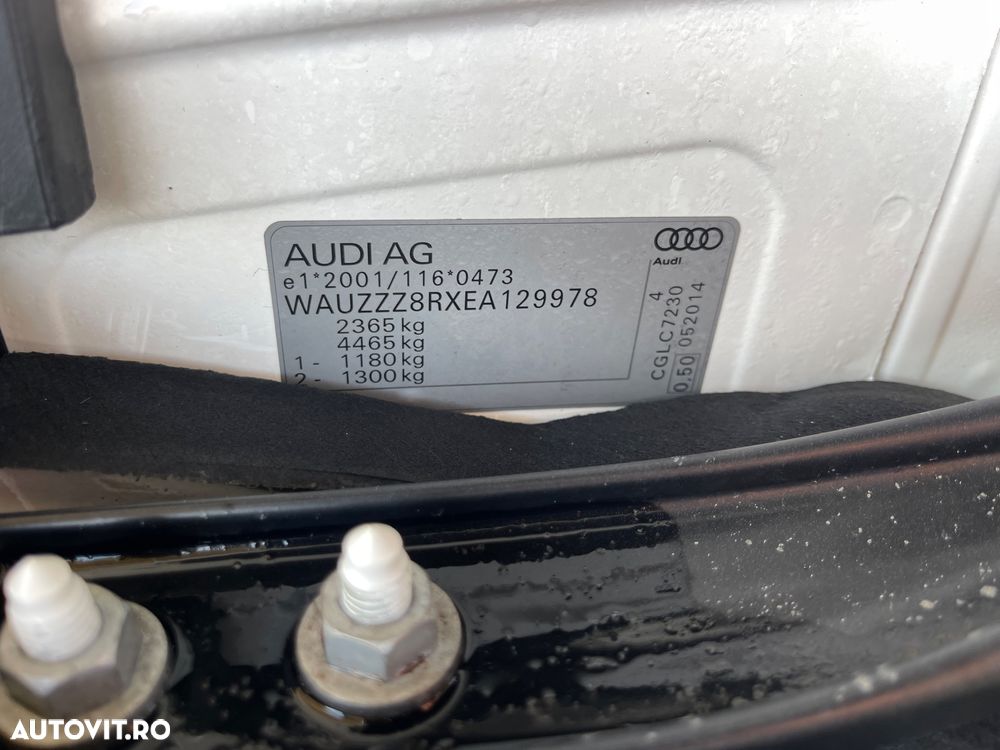 AUDI AG
e1*2001/116*0473
WAUZZZ8RXEA129978
2365 kg
4465 kg
1 - 1180 kg
2 - 1300 kg
Audi
4
CGLC7230
0,50 052014
AUTOVIT.RO